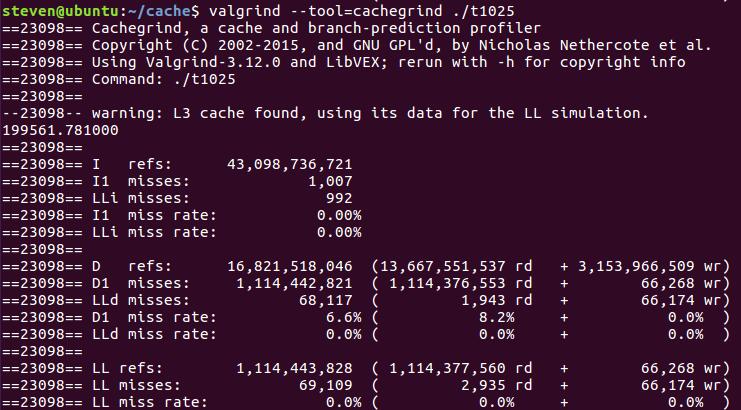 steven@ubuntu:~/cache$ valgrind --tool=cachegrind ./t1025
==23098== Cachegrind, a cache and branch-prediction profiler
==23098== Copyright (C) 2002-2015, and GNU GPL'd, by Nicholas Nethercote et al.
==23098== Using Valgrind-3.12.0 and LibVEX; rerun with -h for copyright info
==23098== Command: ./t1025
==23098==
--23098-- warning: L3 cache found, using its data for the LL simulation.
199561.781000
==23098==
==23098== I   refs:      43,098,736,721
==23098== I1  misses:             1,007
==23098== LLi misses:               992
==23098== I1  miss rate:           0.00%
==23098== LLi miss rate:           0.00%
==23098==
==23098== D   refs:      16,821,518,046  (13,667,551,537 rd   + 3,153,966,509 wr)
==23098== D1  misses:     1,114,442,821  ( 1,114,376,553 rd   +        66,268 wr)
==23098== LLd misses:            68,117  (         1,943 rd   +        66,174 wr)
==23098== D1  miss rate:            6.6% (           8.2%     +           0.0%  )
==23098== LLd miss rate:            0.0% (           0.0%     +           0.0%  )
==23098==
==23098== LL refs:        1,114,443,828  ( 1,114,377,560 rd   +        66,268 wr)
==23098== LL misses:             69,109  (         2,935 rd   +        66,174 wr)
==23098== LL miss rate:             0.0% (           0.0%     +           0.0%  )